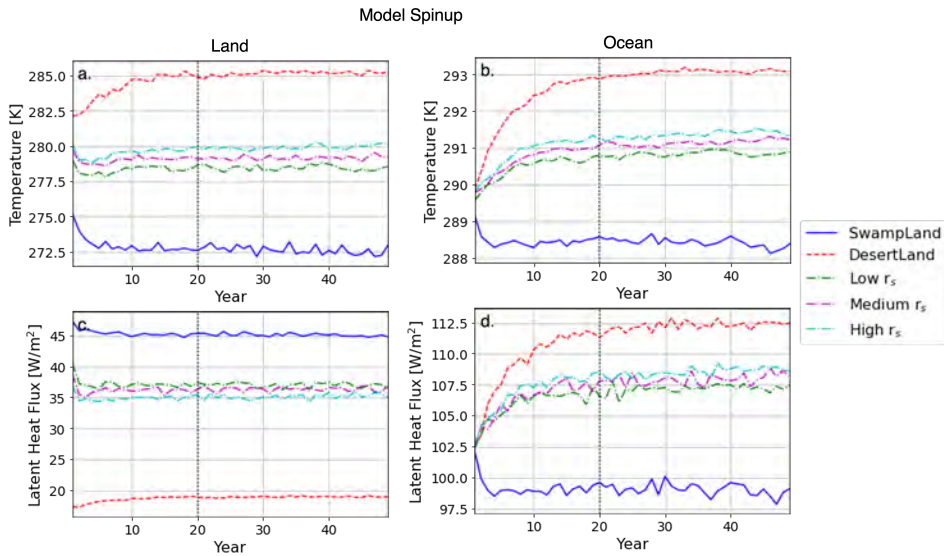 Model Spinup
Land
Ocean
a.
285.0
282.5
280.0
277.5
275.0
272.5
Temperature [K]
10 20 30 40
Year
b.
293
292
291
290
289
288
Temperature [K]
10 20 30 40
Year
c.
45
40
35
30
25
20
Latent Heat Flux [W/m²]
10 20 30 40
Year
d.
112.5
110.0
107.5
105.0
102.5
100.0
97.5
Latent Heat Flux [W/m²]
10 20 30 40
Year
SwampLand
DesertLand
Low rₛ
Medium rₛ
High rₛ